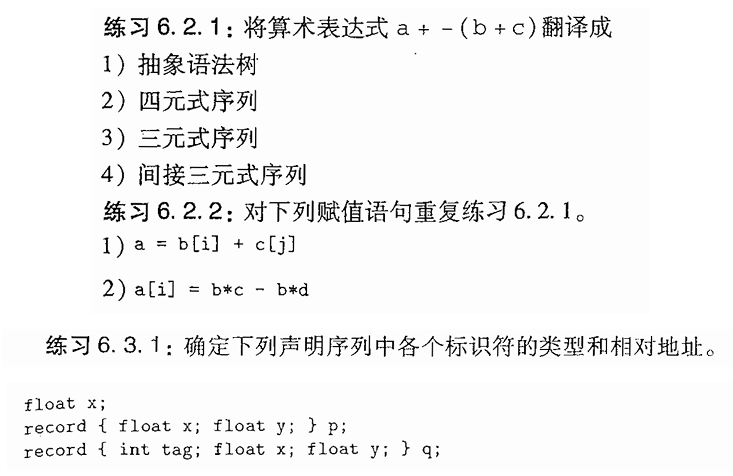 练习6.2.1：将算术表达式 a + -(b + c)翻译成
1）抽象语法树
2）四元式序列
3）三元式序列
4）间接三元式序列
练习6.2.2：对下列赋值语句重复练习6.2.1。
1) a = b[i] + c[j]
2) a[i] = b*c - b*d
练习6.3.1：确定下列声明序列中各个标识符的类型和相对地址。
float x;
record { float x; float y; } p;
record { int tag; float x; float y; } q;